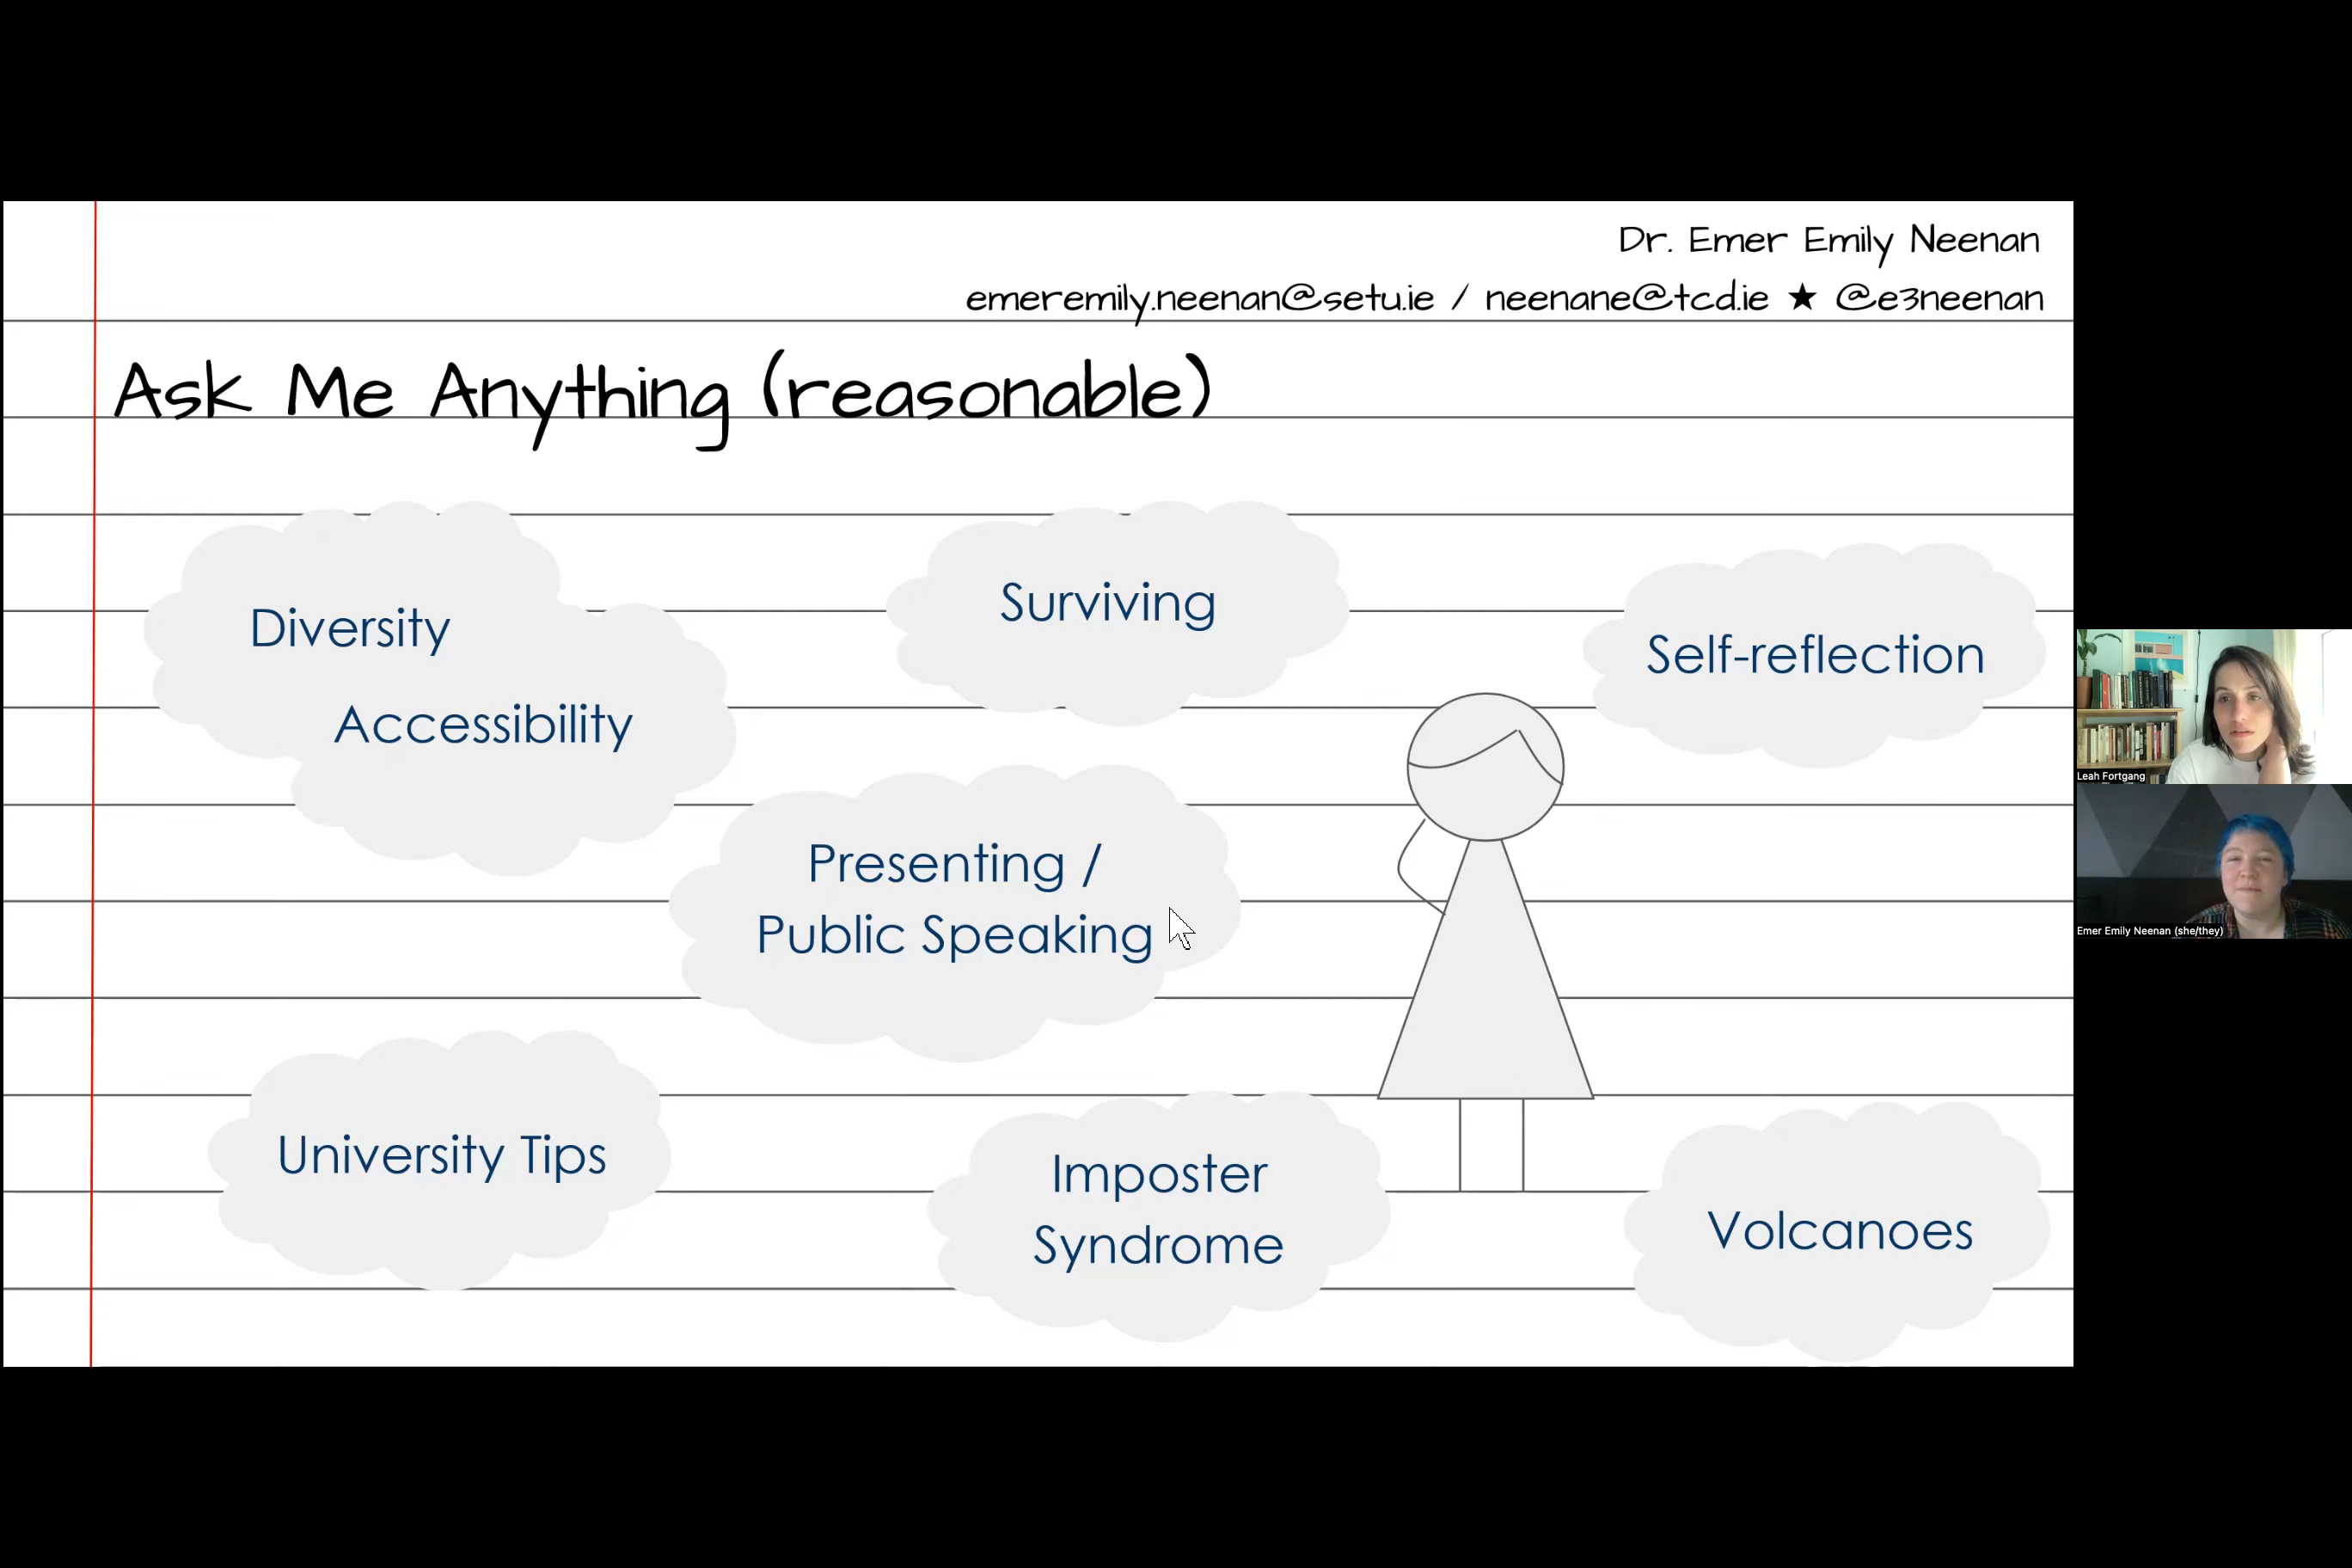 Dr. Emer Emily Neenan
emeremily.neenan@setu.ie / neenane@tcd.ie ★ @e3neenan
Ask Me Anything (reasonable)
Diversity
Accessibility
Surviving
Self-reflection
Presenting /
Public Speaking
University Tips
Imposter
Syndrome
Volcanoes
Leah Fortgang
Emer Emily Neenan (she/they)